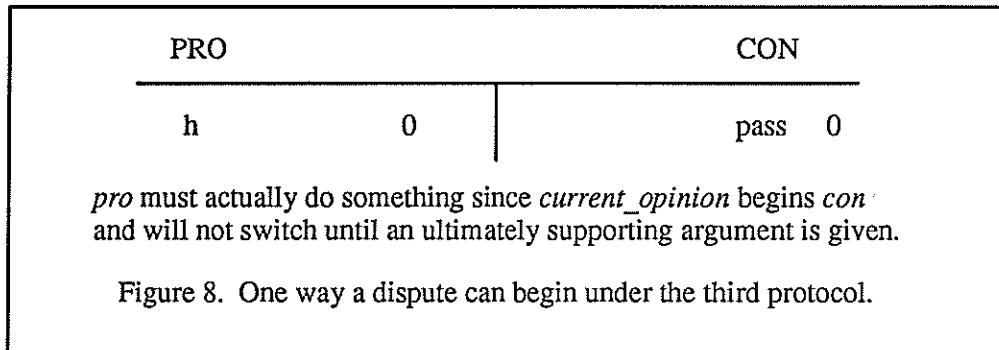 PRO CON
h 0 pass 0
pro must actually do something since current_opinion begins con
and will not switch until an ultimately supporting argument is given.
Figure 8. One way a dispute can begin under the third protocol.